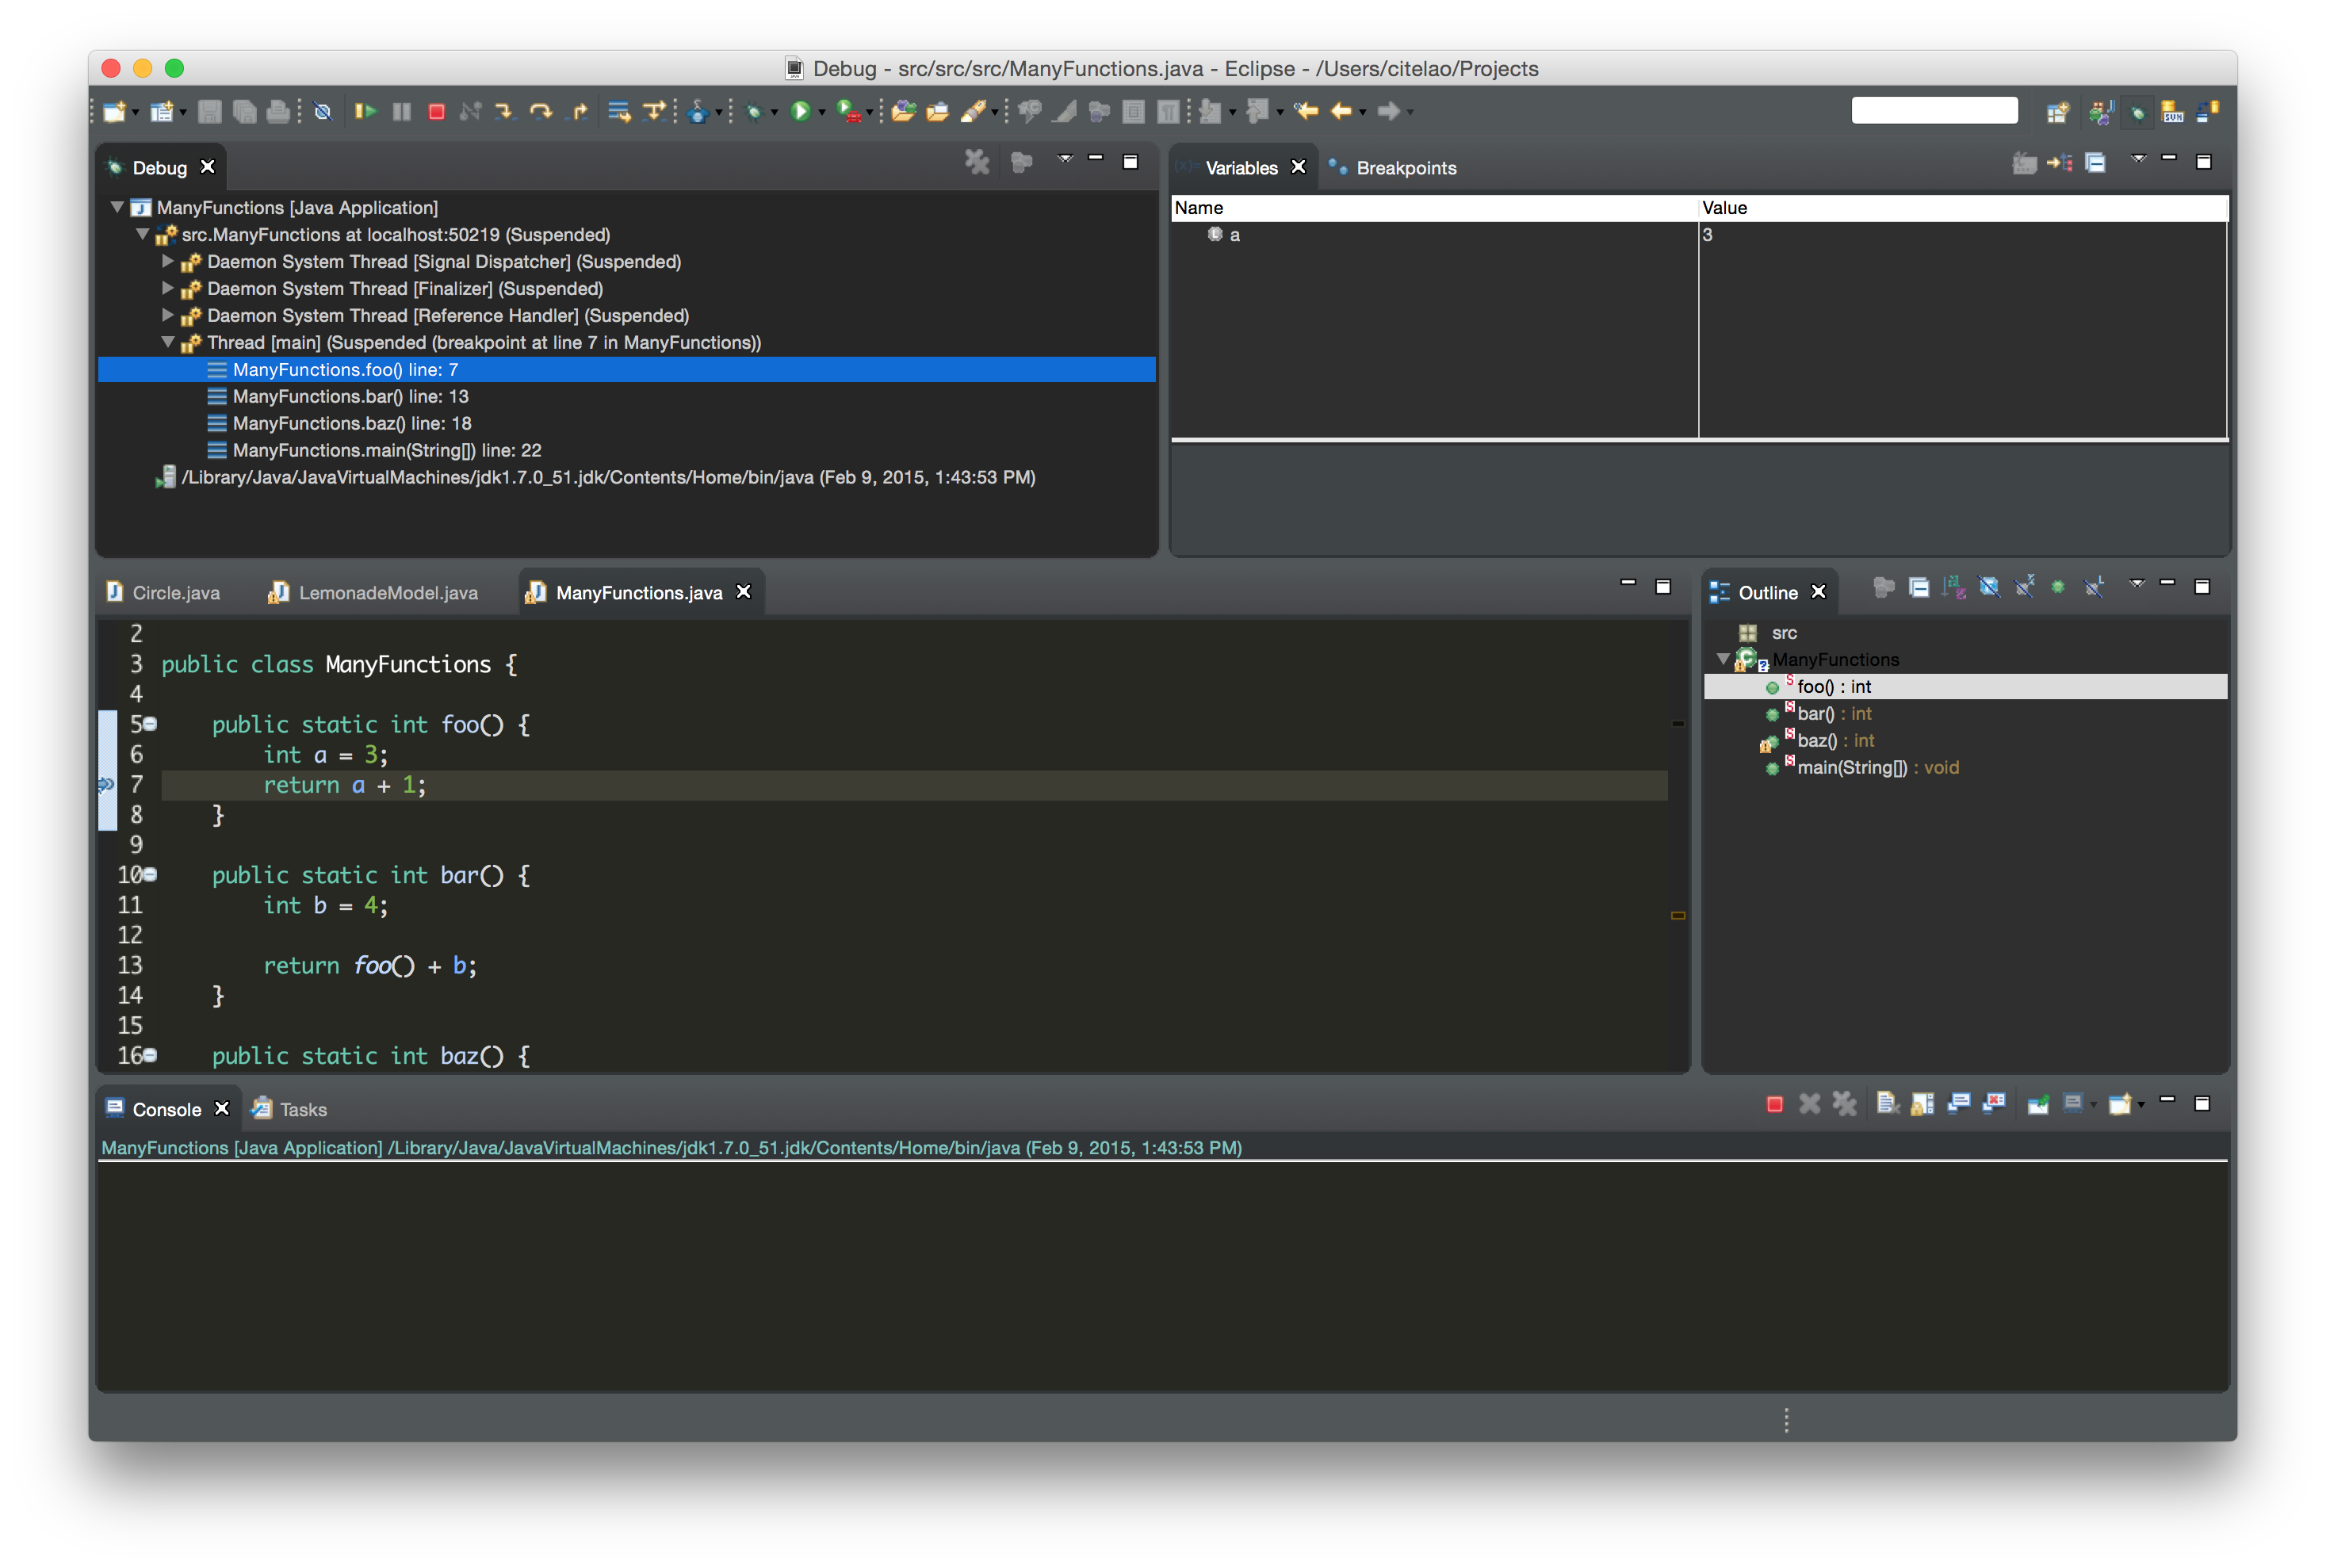 Debug - src/src/src/ManyFunctions.java - Eclipse - /Users/citelao/Projects
Debug
ManyFunctions [Java Application]
src.ManyFunctions at localhost:50219 (Suspended)
Daemon System Thread [Signal Dispatcher] (Suspended)
Daemon System Thread [Finalizer] (Suspended)
Daemon System Thread [Reference Handler] (Suspended)
Thread [main] (Suspended (breakpoint at line 7 in ManyFunctions))
ManyFunctions.foo() line: 7
ManyFunctions.bar() line: 13
ManyFunctions.baz() line: 18
ManyFunctions.main(String[]) line: 22
/Library/Java/JavaVirtualMachines/jdk1.7.0_51.jdk/Contents/Home/bin/java (Feb 9, 2015, 1:43:53 PM)
Variables Breakpoints
Name Value
a 3
Circle.java LemonadeModel.java ManyFunctions.java
2
3 public class ManyFunctions {
4
5 public static int foo() {
6 int a = 3;
7 return a + 1;
8 }
9
10 public static int bar() {
11 int b = 4;
12
13 return foo() + b;
14 }
15
16 public static int baz() {
Outline
src
ManyFunctions
foo() : int
bar() : int
baz() : int
main(String[]) : void
Console Tasks
ManyFunctions [Java Application] /Library/Java/JavaVirtualMachines/jdk1.7.0_51.jdk/Contents/Home/bin/java (Feb 9, 2015, 1:43:53 PM)